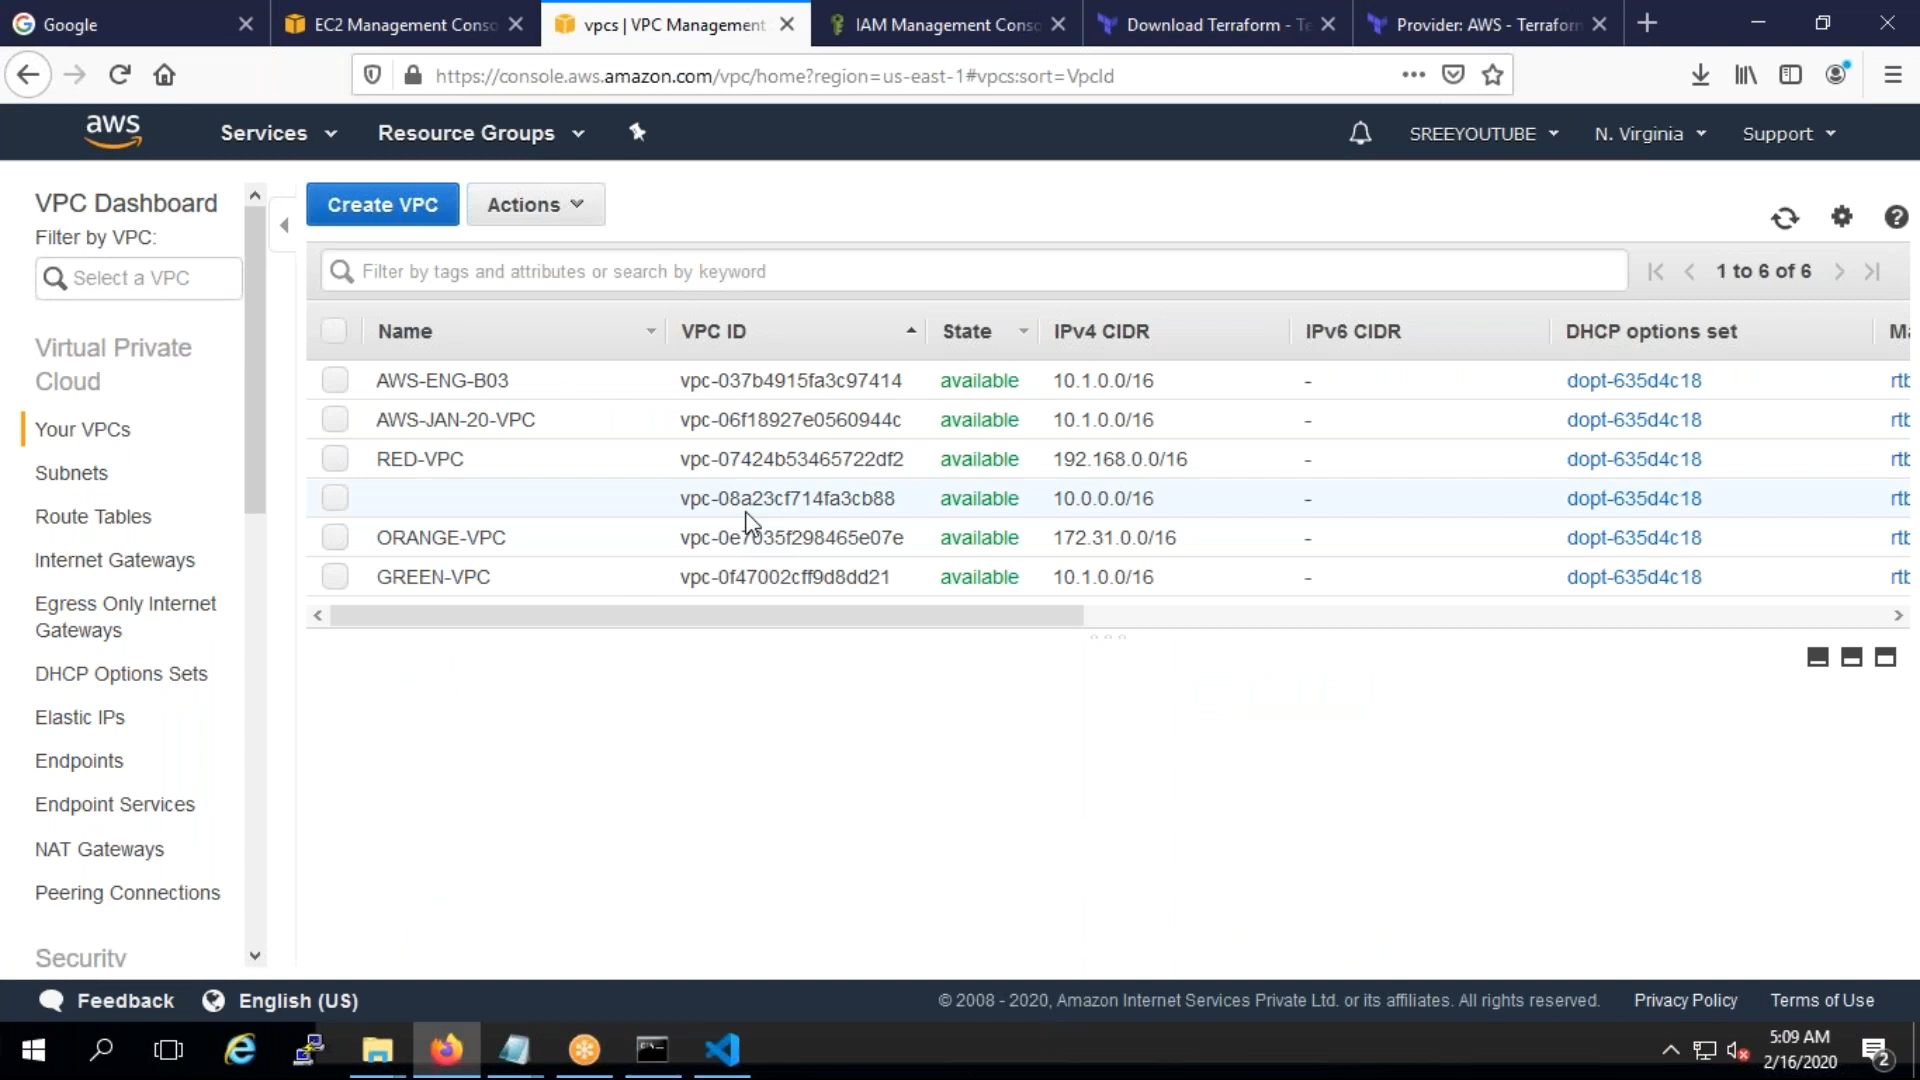 Google
EC2 Management Conso
vpcs | VPC Management
IAM Management Conso
Download Terraform - Te
Provider: AWS - Terraform
https://console.aws.amazon.com/vpc/home?region=us-east-1#vpcs:sort=VpcId
aws
Services
Resource Groups
SREEYOUTUBE
N. Virginia
Support
VPC Dashboard
Filter by VPC:
Select a VPC
Virtual Private
Cloud
Your VPCs
Subnets
Route Tables
Internet Gateways
Egress Only Internet
Gateways
DHCP Options Sets
Elastic IPs
Endpoints
Endpoint Services
NAT Gateways
Peering Connections
Security
Create VPC
Actions
Filter by tags and attributes or search by keyword
1 to 6 of 6
Name VPC ID State IPv4 CIDR IPv6 CIDR DHCP options set Ma
AWS-ENG-B03 vpc-037b4915fa3c97414 available 10.1.0.0/16 - dopt-635d4c18 rtb
AWS-JAN-20-VPC vpc-06f18927e0560944c available 10.1.0.0/16 - dopt-635d4c18 rtb
RED-VPC vpc-07424b53465722df2 available 192.168.0.0/16 - dopt-635d4c18 rtb
vpc-08a23cf714fa3cb88 available 10.0.0.0/16 - dopt-635d4c18 rtb
ORANGE-VPC vpc-0e7035f298465e07e available 172.31.0.0/16 - dopt-635d4c18 rtb
GREEN-VPC vpc-0f47002cff9d8dd21 available 10.1.0.0/16 - dopt-635d4c18 rtb
Feedback
English (US)
© 2008 - 2020, Amazon Internet Services Private Ltd. or its affiliates. All rights reserved.
Privacy Policy
Terms of Use
5:09 AM
2/16/2020
2